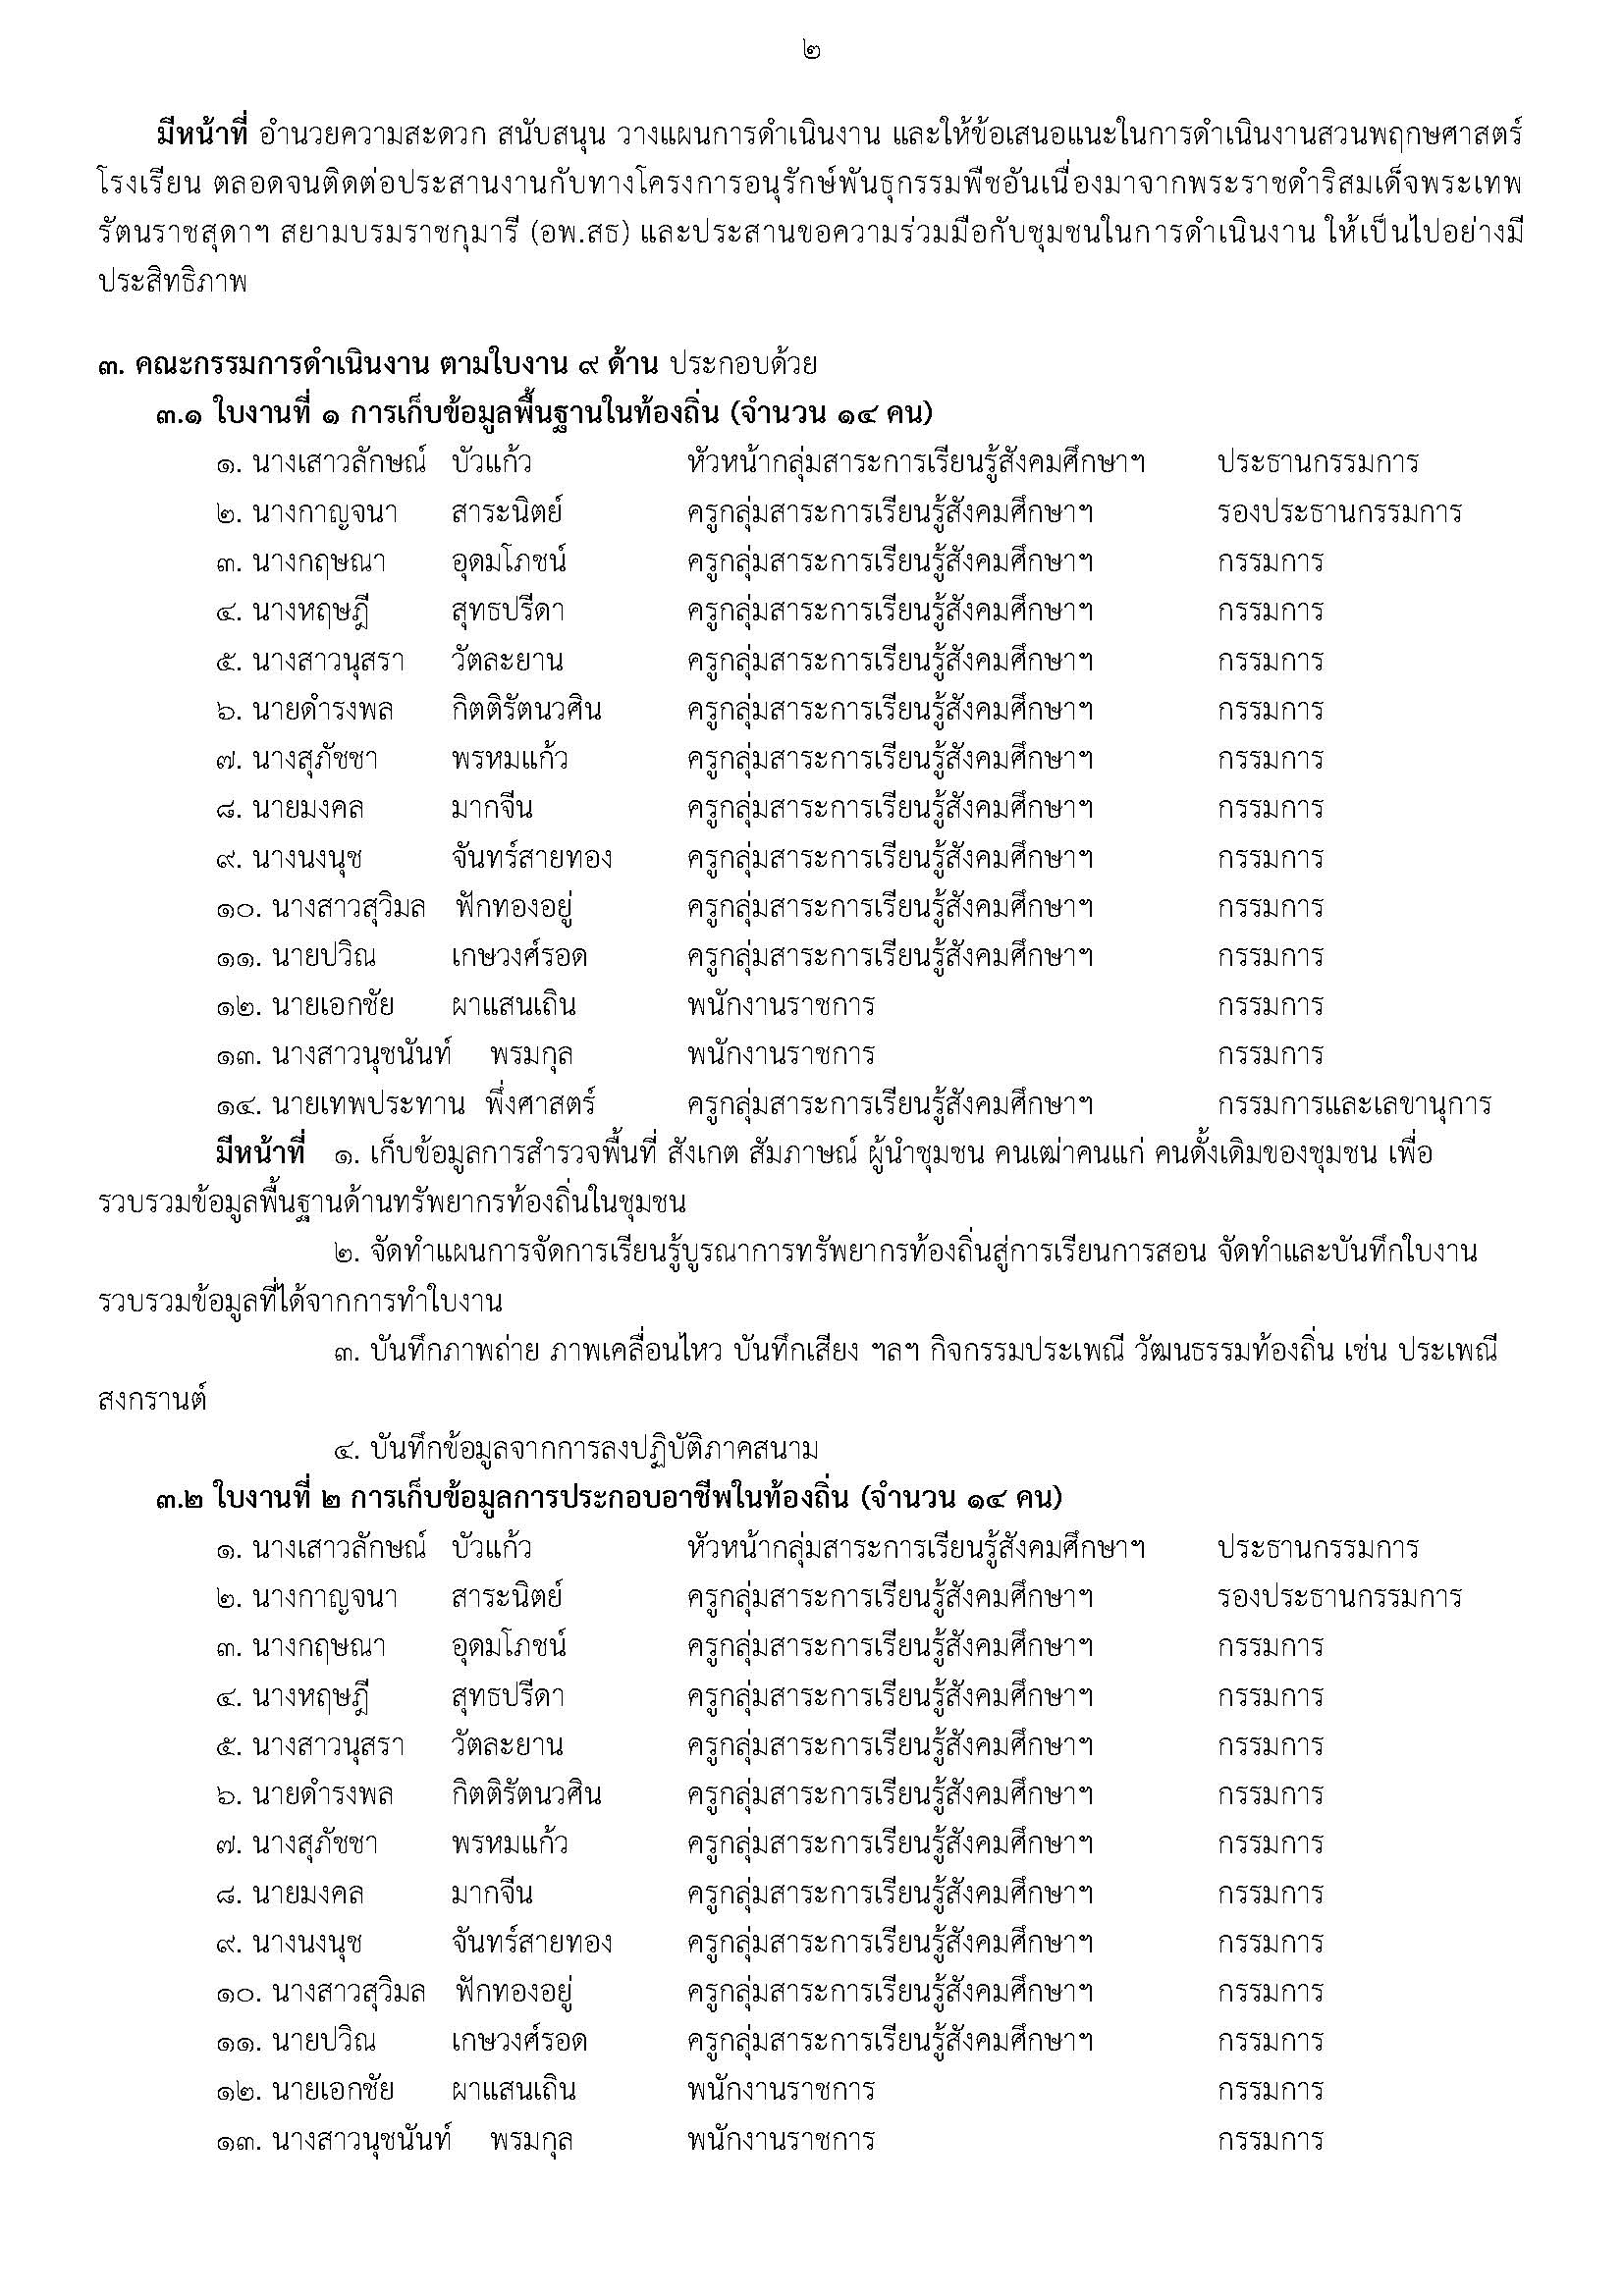 ๒
มีหน้าที่ อำนวยความสะดวก สนับสนุน วางแผนการดำเนินงาน และให้ข้อเสนอแนะในการดำเนินงานสวนพฤกษศาสตร์
โรงเรียน ตลอดจนติดต่อประสานงานกับทางโครงการอนุรักษ์พันธุกรรมพืชอันเนื่องมาจากพระราชดำริสมเด็จพระเทพ
รัตนราชสุดาฯ สยามบรมราชกุมารี (อพ.สธ) และประสานขอความร่วมมือกับชุมชนในการดำเนินงาน ให้เป็นไปอย่างมี
ประสิทธิภาพ
๓. คณะกรรมการดำเนินงาน ตามใบงาน ๙ ด้าน ประกอบด้วย
๓.๑ ใบงานที่ ๑ การเก็บข้อมูลพื้นฐานในท้องถิ่น (จำนวน ๑๔ คน)
๑. นางเสาวลักษณ์ บัวแก้ว หัวหน้ากลุ่มสาระการเรียนรู้สังคมศึกษาฯ ประธานกรรมการ
๒. นางกาญจนา สาระนิตย์ ครูกลุ่มสาระการเรียนรู้สังคมศึกษาฯ รองประธานกรรมการ
๓. นางกฤษณา อุดมโภชน์ ครูกลุ่มสาระการเรียนรู้สังคมศึกษาฯ กรรมการ
๔. นางหฤษฎี สุทธปรีดา ครูกลุ่มสาระการเรียนรู้สังคมศึกษาฯ กรรมการ
๕. นางสาวนุสรา วัตละยาน ครูกลุ่มสาระการเรียนรู้สังคมศึกษาฯ กรรมการ
๖. นายดำรงพล กิตติรัตนวศิน ครูกลุ่มสาระการเรียนรู้สังคมศึกษาฯ กรรมการ
๗. นางสุภัชชา พรหมแก้ว ครูกลุ่มสาระการเรียนรู้สังคมศึกษาฯ กรรมการ
๘. นายมงคล มากจีน ครูกลุ่มสาระการเรียนรู้สังคมศึกษาฯ กรรมการ
๙. นางนงนุช จันทร์สายทอง ครูกลุ่มสาระการเรียนรู้สังคมศึกษาฯ กรรมการ
๑๐. นางสาวสุวิมล ฟักทองอยู่ ครูกลุ่มสาระการเรียนรู้สังคมศึกษาฯ กรรมการ
๑๑. นายปวิณ เกษวงศ์รอด ครูกลุ่มสาระการเรียนรู้สังคมศึกษาฯ กรรมการ
๑๒. นายเอกชัย ผาแสนเถิน พนักงานราชการ กรรมการ
๑๓. นางสาวนุชนันท์ พรมกุล พนักงานราชการ กรรมการ
๑๔. นายเทพประทาน พึ่งศาสตร์ ครูกลุ่มสาระการเรียนรู้สังคมศึกษาฯ กรรมการและเลขานุการ
มีหน้าที่ ๑. เก็บข้อมูลการสำรวจพื้นที่ สังเกต สัมภาษณ์ ผู้นำชุมชน คนเฒ่าคนแก่ คนดั้งเดิมของชุมชน เพื่อ
รวบรวมข้อมูลพื้นฐานด้านทรัพยากรท้องถิ่นในชุมชน
๒. จัดทำแผนการจัดการเรียนรู้บูรณาการทรัพยากรท้องถิ่นสู่การเรียนการสอน จัดทำและบันทึกใบงาน
รวบรวมข้อมูลที่ได้จากการทำใบงาน
๓. บันทึกภาพถ่าย ภาพเคลื่อนไหว บันทึกเสียง ฯลฯ กิจกรรมประเพณี วัฒนธรรมท้องถิ่น เช่น ประเพณี
สงกรานต์
๔. บันทึกข้อมูลจากการลงปฏิบัติภาคสนาม
๓.๒ ใบงานที่ ๒ การเก็บข้อมูลการประกอบอาชีพในท้องถิ่น (จำนวน ๑๔ คน)
๑. นางเสาวลักษณ์ บัวแก้ว หัวหน้ากลุ่มสาระการเรียนรู้สังคมศึกษาฯ ประธานกรรมการ
๒. นางกาญจนา สาระนิตย์ ครูกลุ่มสาระการเรียนรู้สังคมศึกษาฯ รองประธานกรรมการ
๓. นางกฤษณา อุดมโภชน์ ครูกลุ่มสาระการเรียนรู้สังคมศึกษาฯ กรรมการ
๔. นางหฤษฎี สุทธปรีดา ครูกลุ่มสาระการเรียนรู้สังคมศึกษาฯ กรรมการ
๕. นางสาวนุสรา วัตละยาน ครูกลุ่มสาระการเรียนรู้สังคมศึกษาฯ กรรมการ
๖. นายดำรงพล กิตติรัตนวศิน ครูกลุ่มสาระการเรียนรู้สังคมศึกษาฯ กรรมการ
๗. นางสุภัชชา พรหมแก้ว ครูกลุ่มสาระการเรียนรู้สังคมศึกษาฯ กรรมการ
๘. นายมงคล มากจีน ครูกลุ่มสาระการเรียนรู้สังคมศึกษาฯ กรรมการ
๙. นางนงนุช จันทร์สายทอง ครูกลุ่มสาระการเรียนรู้สังคมศึกษาฯ กรรมการ
๑๐. นางสาวสุวิมล ฟักทองอยู่ ครูกลุ่มสาระการเรียนรู้สังคมศึกษาฯ กรรมการ
๑๑. นายปวิณ เกษวงศ์รอด ครูกลุ่มสาระการเรียนรู้สังคมศึกษาฯ กรรมการ
๑๒. นายเอกชัย ผาแสนเถิน พนักงานราชการ กรรมการ
๑๓. นางสาวนุชนันท์ พรมกุล พนักงานราชการ กรรมการ